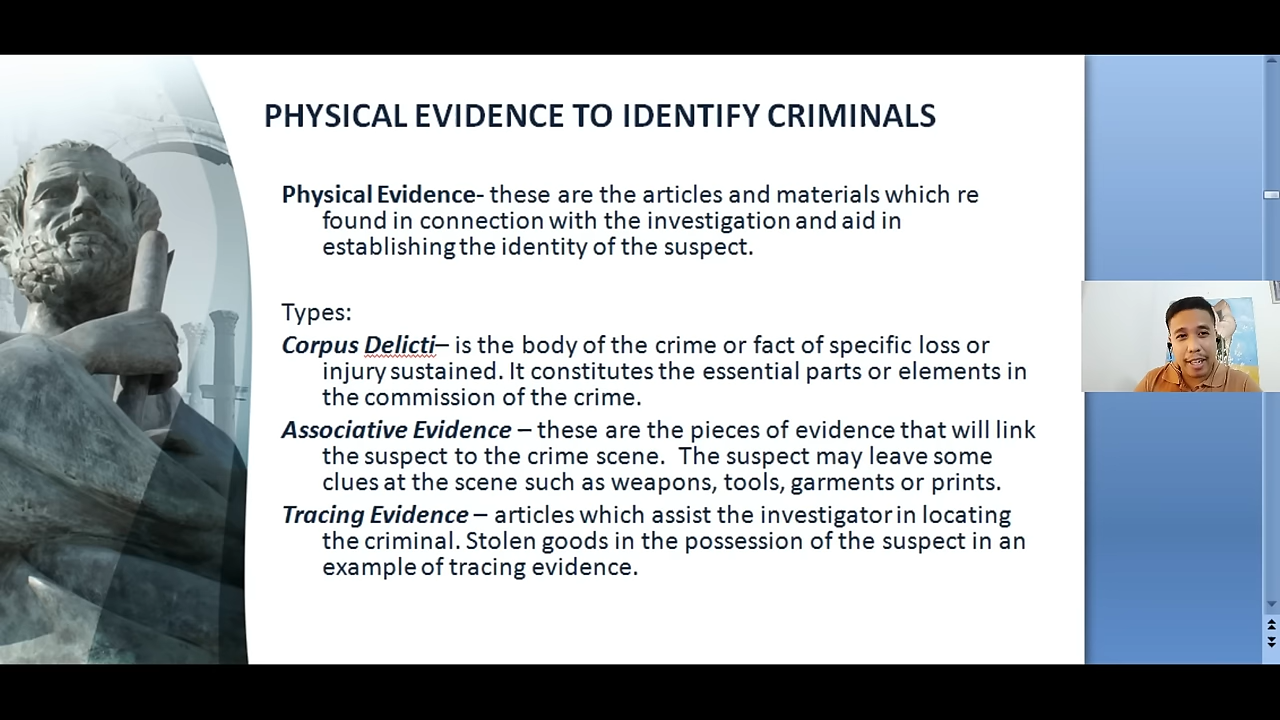 PHYSICAL EVIDENCE TO IDENTIFY CRIMINALS
Physical Evidence- these are the articles and materials which re
found in connection with the investigation and aid in
establishing the identity of the suspect.
Types:
Corpus Delicti– is the body of the crime or fact of specific loss or
injury sustained. It constitutes the essential parts or elements in
the commission of the crime.
Associative Evidence – these are the pieces of evidence that will link
the suspect to the crime scene.  The suspect may leave some
clues at the scene such as weapons, tools, garments or prints.
Tracing Evidence – articles which assist the investigator in locating
the criminal. Stolen goods in the possession of the suspect in an
example of tracing evidence.